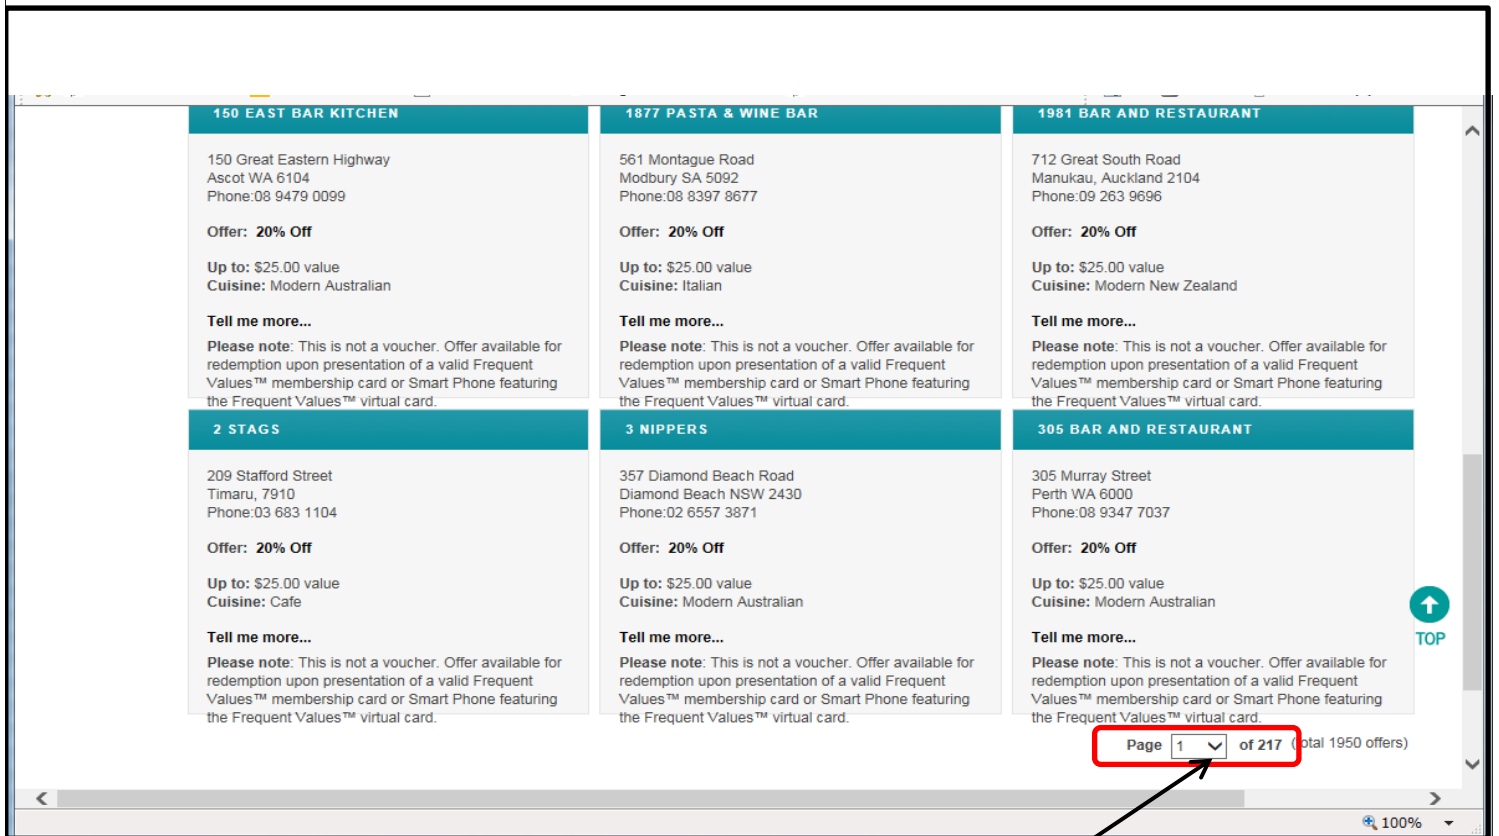 150 EAST BAR KITCHEN
150 Great Eastern Highway
Ascot WA 6104
Phone:08 9479 0099
Offer: 20% Off
Up to: $25.00 value
Cuisine: Modern Australian
Tell me more...
Please note: This is not a voucher. Offer available for
redemption upon presentation of a valid Frequent
Values™ membership card or Smart Phone featuring
the Frequent Values™ virtual card.
1877 PASTA & WINE BAR
561 Montague Road
Modbury SA 5092
Phone:08 8397 8677
Offer: 20% Off
Up to: $25.00 value
Cuisine: Italian
Tell me more...
Please note: This is not a voucher. Offer available for
redemption upon presentation of a valid Frequent
Values™ membership card or Smart Phone featuring
the Frequent Values™ virtual card.
1981 BAR AND RESTAURANT
712 Great South Road
Manukau, Auckland 2104
Phone:09 263 9696
Offer: 20% Off
Up to: $25.00 value
Cuisine: Modern New Zealand
Tell me more...
Please note: This is not a voucher. Offer available for
redemption upon presentation of a valid Frequent
Values™ membership card or Smart Phone featuring
the Frequent Values™ virtual card.
2 STAGS
209 Stafford Street
Timaru, 7910
Phone:03 683 1104
Offer: 20% Off
Up to: $25.00 value
Cuisine: Cafe
Tell me more...
Please note: This is not a voucher. Offer available for
redemption upon presentation of a valid Frequent
Values™ membership card or Smart Phone featuring
the Frequent Values™ virtual card.
3 NIPPERS
357 Diamond Beach Road
Diamond Beach NSW 2430
Phone:02 6557 3871
Offer: 20% Off
Up to: $25.00 value
Cuisine: Modern Australian
Tell me more...
Please note: This is not a voucher. Offer available for
redemption upon presentation of a valid Frequent
Values™ membership card or Smart Phone featuring
the Frequent Values™ virtual card.
305 BAR AND RESTAURANT
305 Murray Street
Perth WA 6000
Phone:08 9347 7037
Offer: 20% Off
Up to: $25.00 value
Cuisine: Modern Australian
Tell me more...
Please note: This is not a voucher. Offer available for
redemption upon presentation of a valid Frequent
Values™ membership card or Smart Phone featuring
the Frequent Values™ virtual card.
TOP
Page 1 of 217 (total 1950 offers)
100%